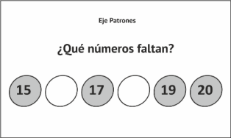 Eje Patrones
¿Qué números faltan?
15 17 19 20